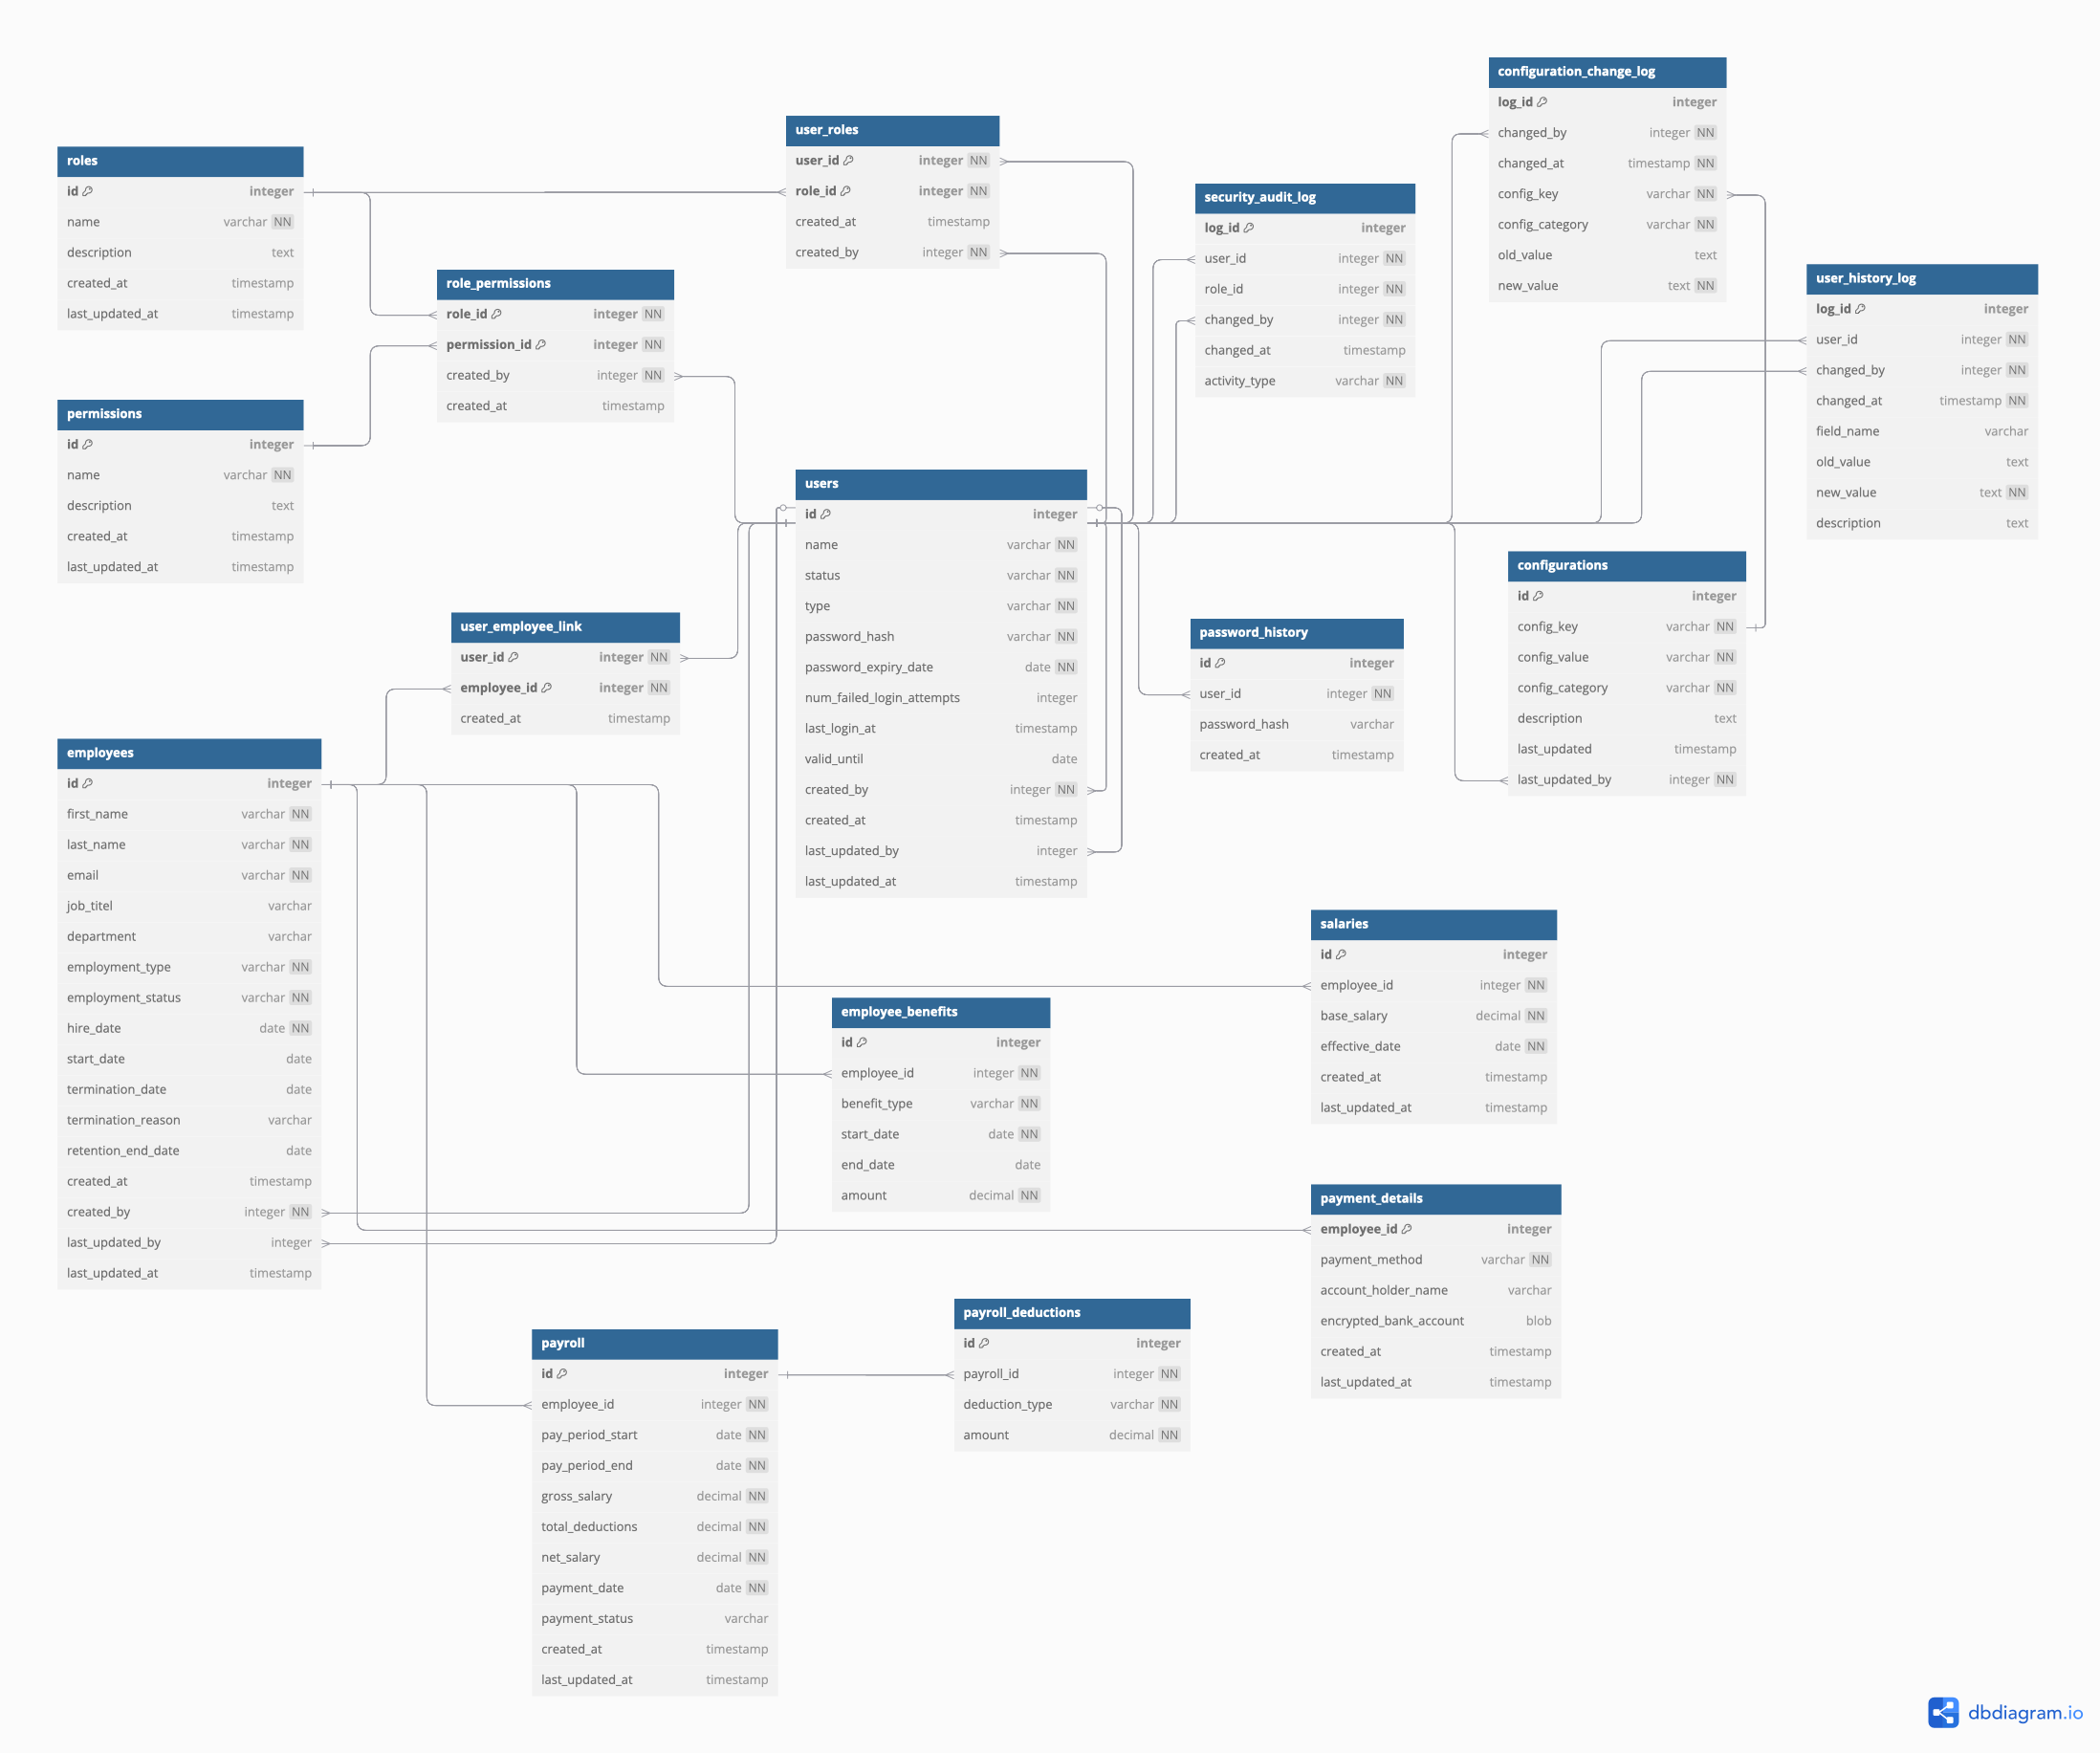 configuration_change_log
log_id integer
changed_by integer NN
changed_at timestamp NN
config_key varchar NN
config_category varchar NN
old_value text
new_value text NN
user_roles
user_id integer NN
role_id integer NN
created_at timestamp
created_by integer NN
roles
id integer
name varchar NN
description text
created_at timestamp
last_updated_at timestamp
security_audit_log
log_id integer
user_id integer NN
role_id integer NN
changed_by integer NN
changed_at timestamp
activity_type varchar NN
user_history_log
log_id integer
user_id integer NN
changed_by integer NN
changed_at timestamp NN
field_name varchar
old_value text
new_value text NN
description text
role_permissions
role_id integer NN
permission_id integer NN
created_by integer NN
created_at timestamp
permissions
id integer
name varchar NN
description text
created_at timestamp
last_updated_at timestamp
users
id integer
name varchar NN
status varchar NN
type varchar NN
password_hash varchar NN
password_expiry_date date NN
num_failed_login_attempts integer
last_login_at timestamp
valid_until date
created_by integer NN
created_at timestamp
last_updated_by integer
last_updated_at timestamp
configurations
id integer
config_key varchar NN
config_value varchar NN
config_category varchar NN
description text
last_updated timestamp
last_updated_by integer NN
user_employee_link
user_id integer NN
employee_id integer NN
created_at timestamp
password_history
id integer
user_id integer NN
password_hash varchar
created_at timestamp
employees
id integer
first_name varchar NN
last_name varchar NN
email varchar NN
job_titel varchar
department varchar
employment_type varchar NN
employment_status varchar NN
hire_date date NN
start_date date
termination_date date
termination_reason varchar
retention_end_date date
created_at timestamp
created_by integer NN
last_updated_by integer
last_updated_at timestamp
salaries
id integer
employee_id integer NN
base_salary decimal NN
effective_date date NN
created_at timestamp
last_updated_at timestamp
employee_benefits
id integer
employee_id integer NN
benefit_type varchar NN
start_date date NN
end_date date
amount decimal NN
payment_details
employee_id integer
payment_method varchar NN
account_holder_name varchar
encrypted_bank_account blob
created_at timestamp
last_updated_at timestamp
payroll_deductions
id integer
payroll_id integer NN
deduction_type varchar NN
amount decimal NN
payroll
id integer
employee_id integer NN
pay_period_start date NN
pay_period_end date NN
gross_salary decimal NN
total_deductions decimal NN
net_salary decimal NN
payment_date date NN
payment_status varchar
created_at timestamp
last_updated_at timestamp
dbdiagram.io